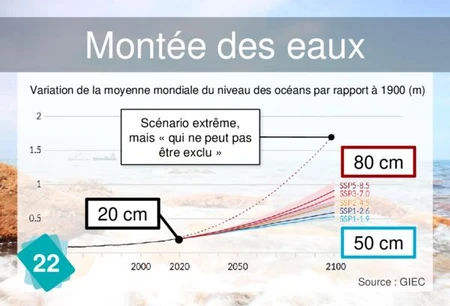 Montée des eaux
Variation de la moyenne mondiale du niveau des océans par rapport à 1900 (m)
2
Scénario extrême,
mais « qui ne peut pas
être exclu »
1.5
80 cm
1
SSP5-8.5
SSP3-7.0
SSP2-4.5
SSP1-2.6
SSP1-1.9
20 cm
0.5
50 cm
22
2000 2020 2050 2100
Source : GIEC